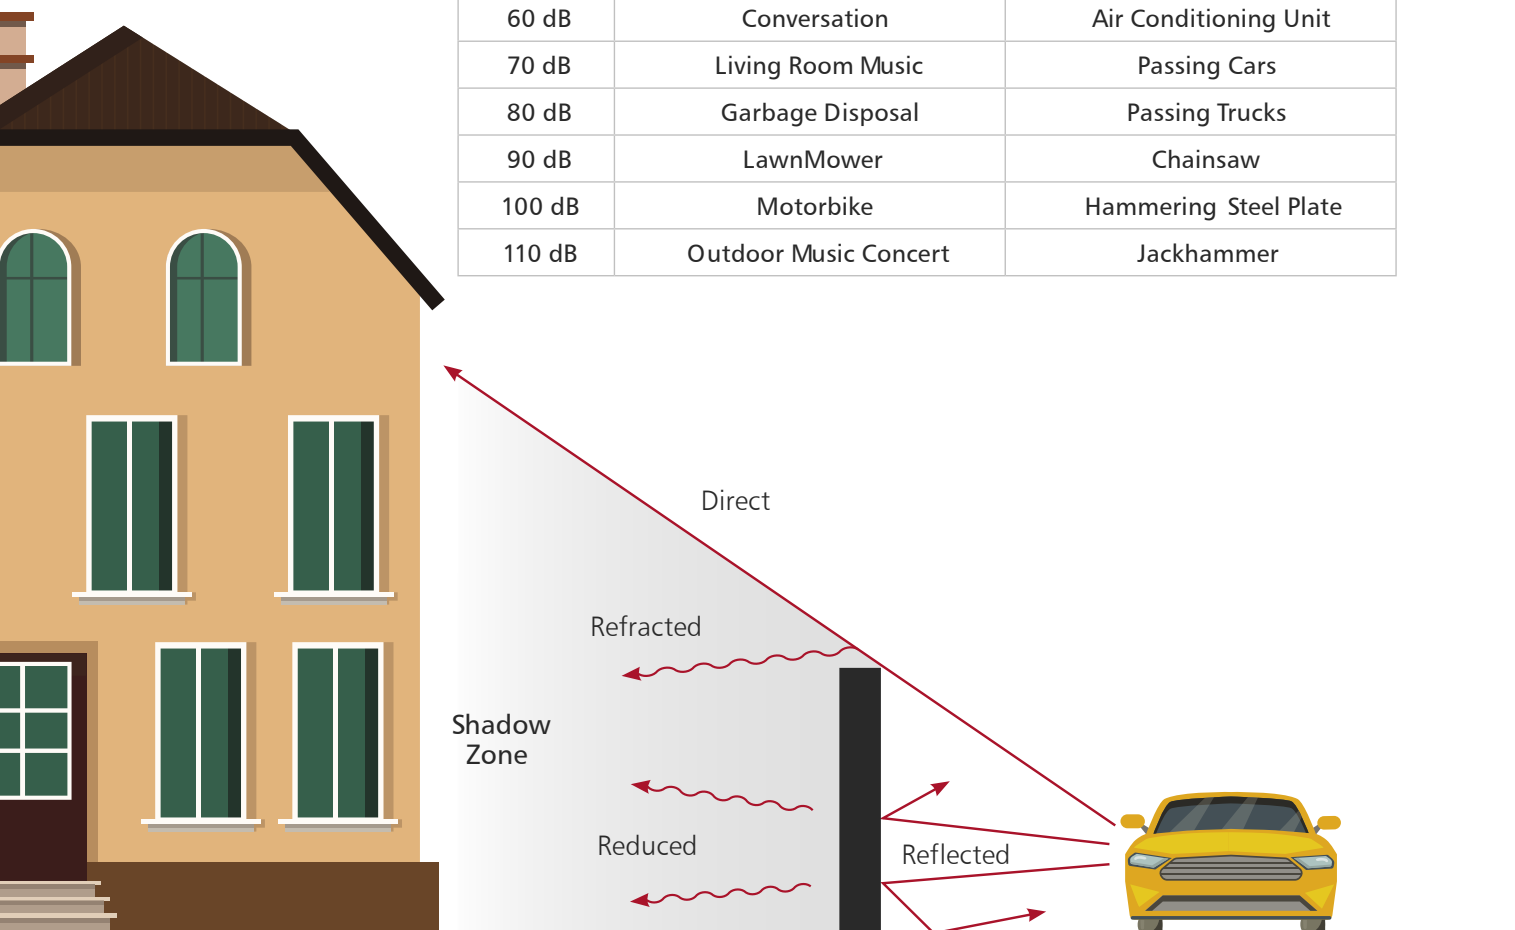 60 dB Conversation Air Conditioning Unit
70 dB Living Room Music Passing Cars
80 dB Garbage Disposal Passing Trucks
90 dB LawnMower Chainsaw
100 dB Motorbike Hammering Steel Plate
110 dB Outdoor Music Concert Jackhammer
Direct
Refracted
Shadow
Zone
Reduced
Reflected